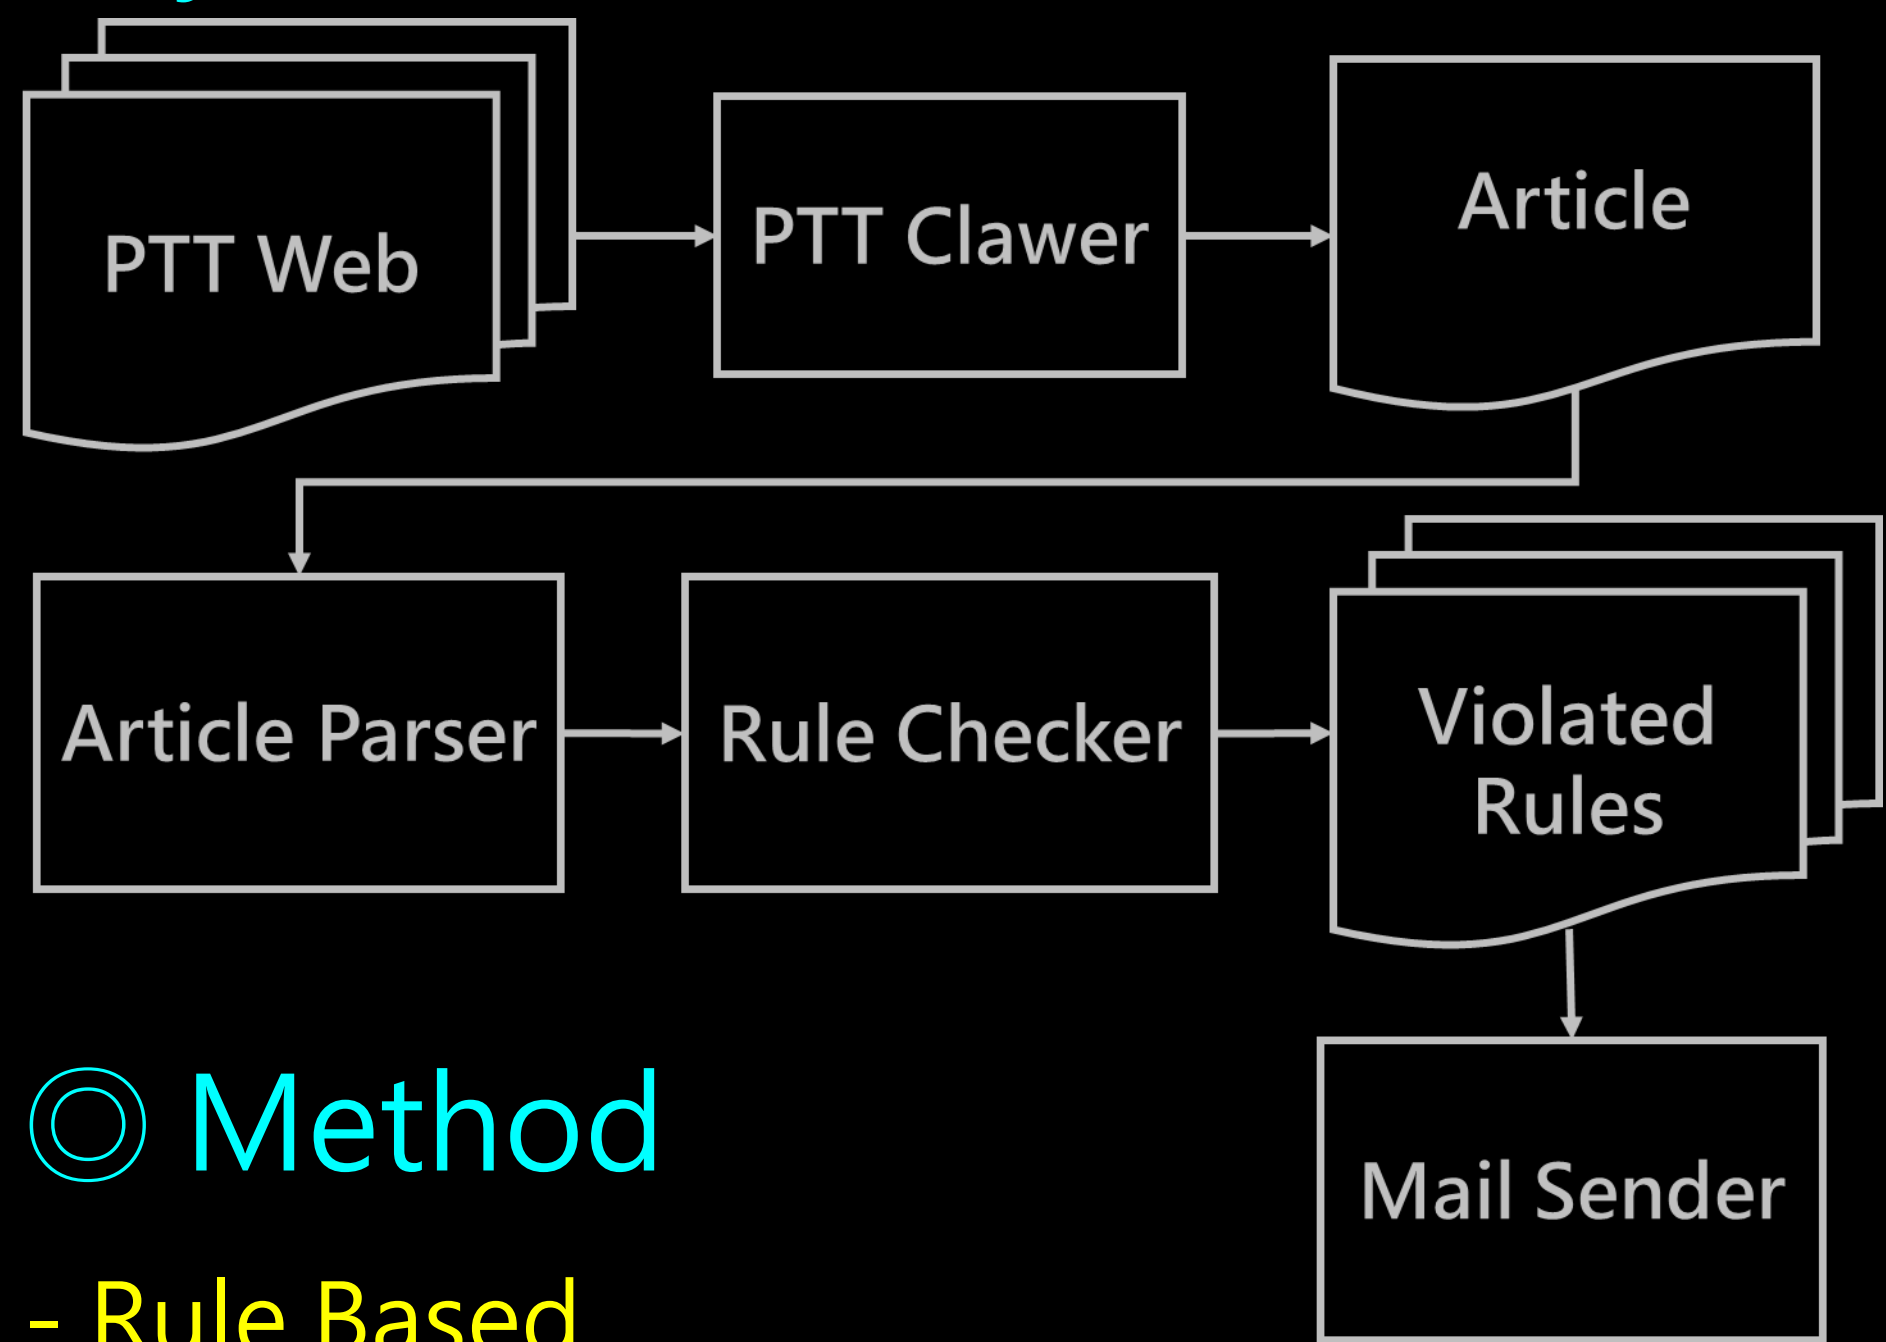 PTT Web
PTT Clawer
Article
Article Parser
Rule Checker
Violated
Rules
Mail Sender
◎ Method
- Rule Based